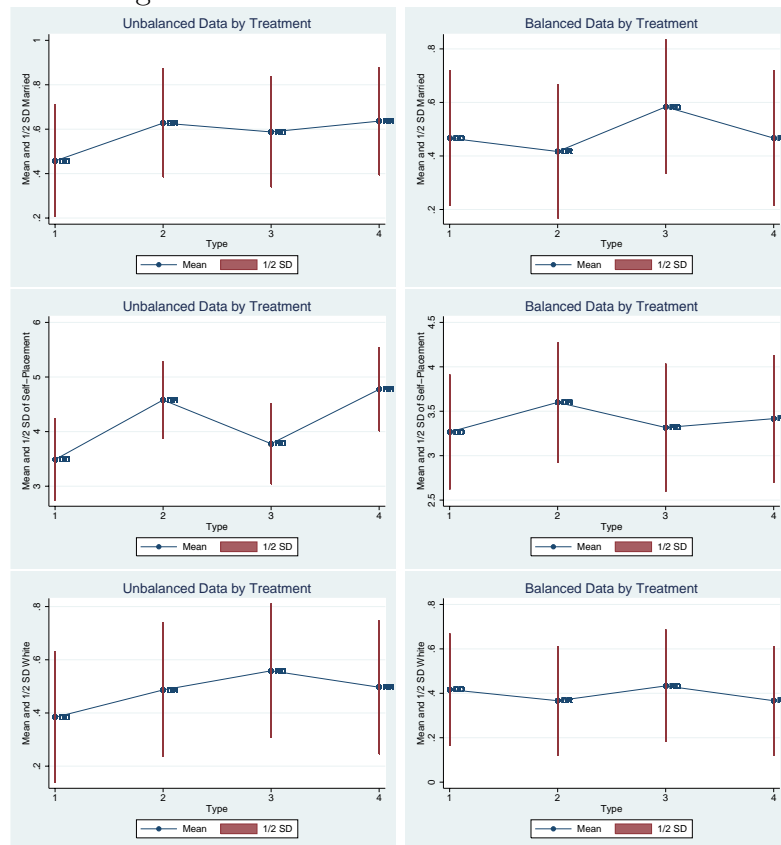 Unbalanced Data by Treatment
Mean and 1/2 SD Married
.2 .4 .6 .8 1
1 2 3 4
Type
Mean 1/2 SD
Balanced Data by Treatment
Mean and 1/2 SD Married
.2 .4 .6 .8
1 2 3 4
Type
Mean 1/2 SD
Unbalanced Data by Treatment
Mean and 1/2 SD of Self-Placement
3 4 5 6
1 2 3 4
Type
Mean 1/2 SD
Balanced Data by Treatment
Mean and 1/2 SD of Self-Placement
2.5 3 3.5 4 4.5
1 2 3 4
Type
Mean 1/2 SD
Unbalanced Data by Treatment
Mean and 1/2 SD White
.2 .4 .6 .8
1 2 3 4
Type
Mean 1/2 SD
Balanced Data by Treatment
Mean and 1/2 SD White
0 .2 .4 .6 .8
1 2 3 4
Type
Mean 1/2 SD